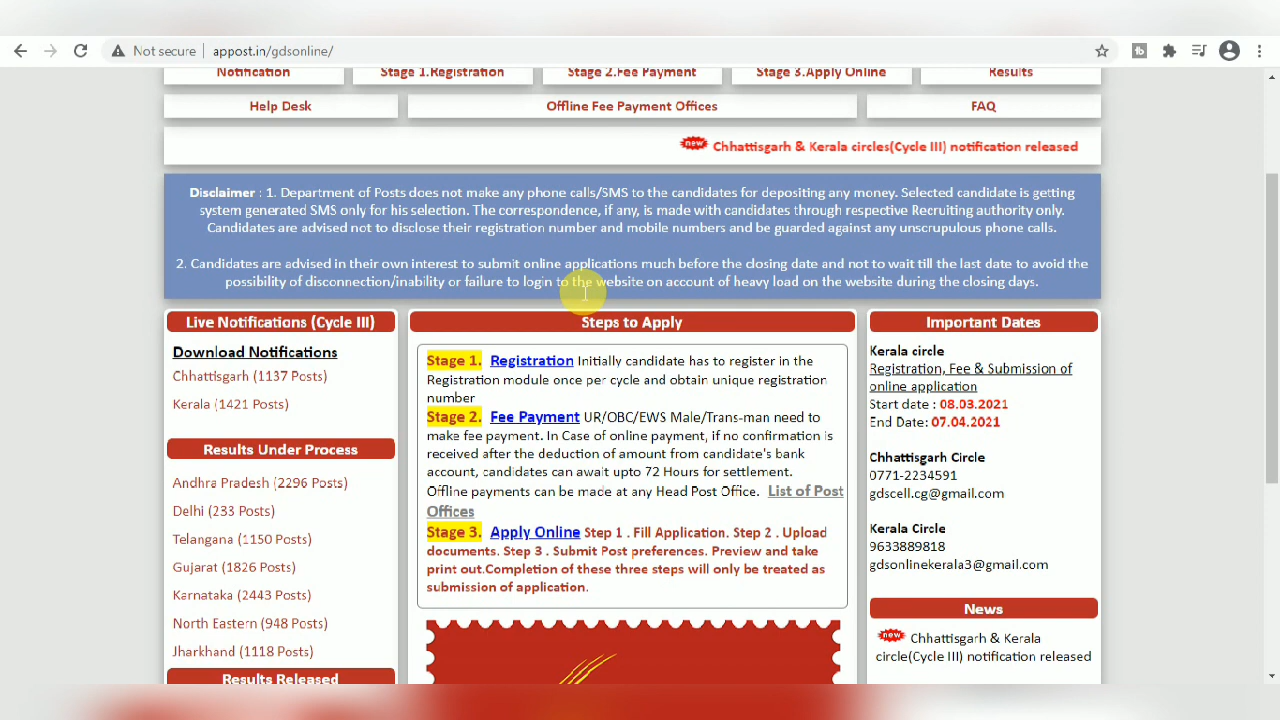 Not secure
appost.in/gdsonline/
Notification
Stage 1.Registration
Stage 2.Fee Payment
Stage 3.Apply Online
Results
Help Desk
Offline Fee Payment Offices
FAQ
new Chhattisgarh & Kerala circles(Cycle III) notification released
Disclaimer : 1. Department of Posts does not make any phone calls/SMS to the candidates for depositing any money. Selected candidate is getting
system generated SMS only for his selection. The correspondence, if any, is made with candidates through respective Recruiting authority only.
Candidates are advised not to disclose their registration number and mobile numbers and be guarded against any unscrupulous phone calls.
2. Candidates are advised in their own interest to submit online applications much before the closing date and not to wait till the last date to avoid the
possibility of disconnection/inability or failure to login to the website on account of heavy load on the website during the closing days.
Live Notifications (Cycle III)
Download Notifications
Chhattisgarh (1137 Posts)
Kerala (1421 Posts)
Results Under Process
Andhra Pradesh (2296 Posts)
Delhi (233 Posts)
Telangana (1150 Posts)
Gujarat (1826 Posts)
Karnataka (2443 Posts)
North Eastern (948 Posts)
Jharkhand (1118 Posts)
Results Released
Steps to Apply
Stage 1. Registration Initially candidate has to register in the
Registration module once per cycle and obtain unique registration
number
Stage 2. Fee Payment UR/OBC/EWS Male/Trans-man need to
make fee payment. In Case of online payment, if no confirmation is
received after the deduction of amount from candidate's bank
account, candidates can await upto 72 Hours for settlement.
Offline payments can be made at any Head Post Office. List of Post
Offices
Stage 3. Apply Online Step 1 . Fill Application. Step 2 . Upload
documents. Step 3 . Submit Post preferences. Preview and take
print out.Completion of these three steps will only be treated as
submission of application.
Important Dates
Kerala circle
Registration, Fee & Submission of
online application
Start date : 08.03.2021
End Date: 07.04.2021
Chhattisgarh Circle
0771-2234591
gdscell.cg@gmail.com
Kerala Circle
9633889818
gdsonlinekerala3@gmail.com
News
new Chhattisgarh & Kerala
circle(Cycle III) notification released